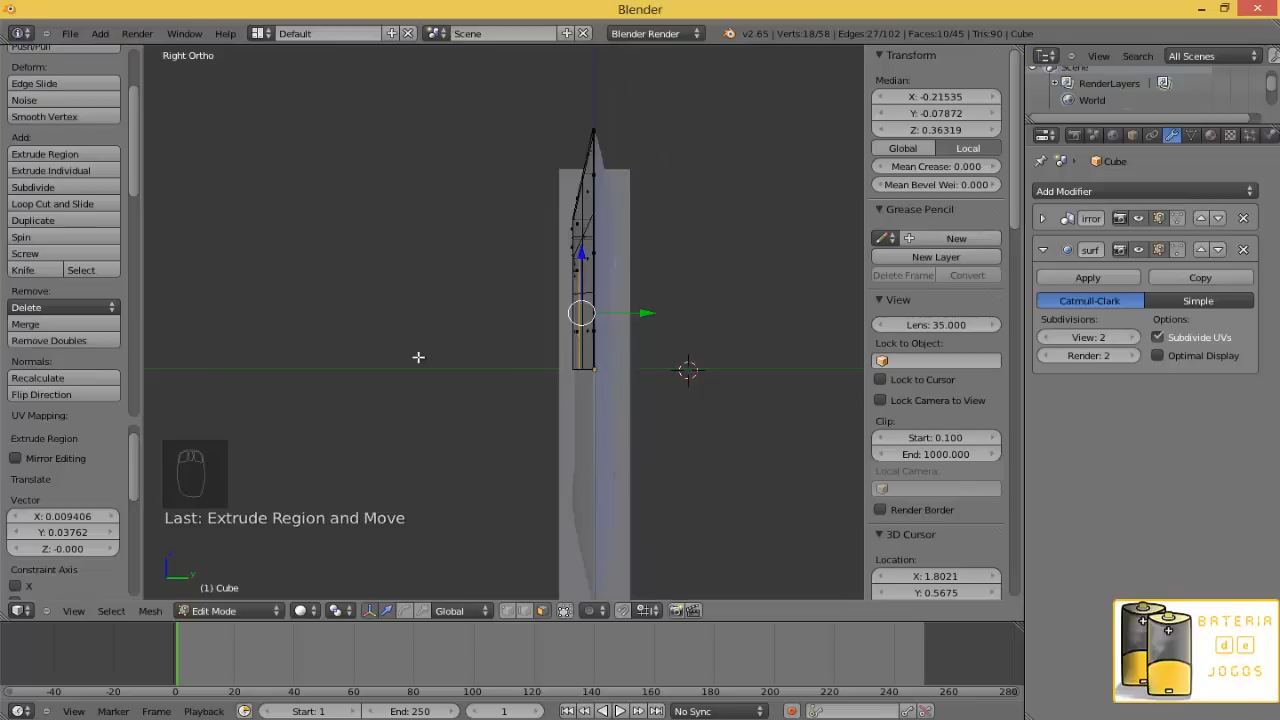 Blender
File Add Render Window Help Default Scene Blender Render v2.65 | Verts:18/58 | Edges:27/102 | Faces:10/45 | Tris:90 | Cube
View Search All Scenes
Push/Pull
Deform:
Edge Slide
Noise
Smooth Vertex
Add:
Extrude Region
Extrude Individual
Subdivide
Loop Cut and Slide
Duplicate
Spin
Screw
Knife Select
Remove:
Delete
Merge
Remove Doubles
Normals:
Recalculate
Flip Direction
UV Mapping:
Extrude Region
Mirror Editing
Translate
Vector
X: 0.009406
Y: 0.03762
Z: -0.000
Constraint Axis
X
Right Ortho
Last: Extrude Region and Move
z
y
(1) Cube
Transform
Median:
X: -0.21535
Y: -0.07872
Z: 0.36319
Global Local
Mean Crease: 0.000
Mean Bevel Wei: 0.000
Grease Pencil
New
New Layer
Delete Frame Convert
View
Lens: 35.000
Lock to Object:
Lock to Cursor
Lock Camera to View
Clip:
Start: 0.100
End: 1000.000
Local Camera:
Render Border
3D Cursor
Location:
X: 1.8021
Y: 0.5675
Scene
RenderLayers
World
Cube
Add Modifier
irror
surf
Apply Copy
Catmull-Clark Simple
Subdivisions: Options:
View: 2 Subdivide UVs
Render: 2 Optimal Display
View Select Mesh Edit Mode Global
-40 -20 0 20 40 60 80 100 120 140 160 180 200 220 240 260 280
View Marker Frame Playback Start: 1 End: 250 1 No Sync
BATERIA
de
JOGOS